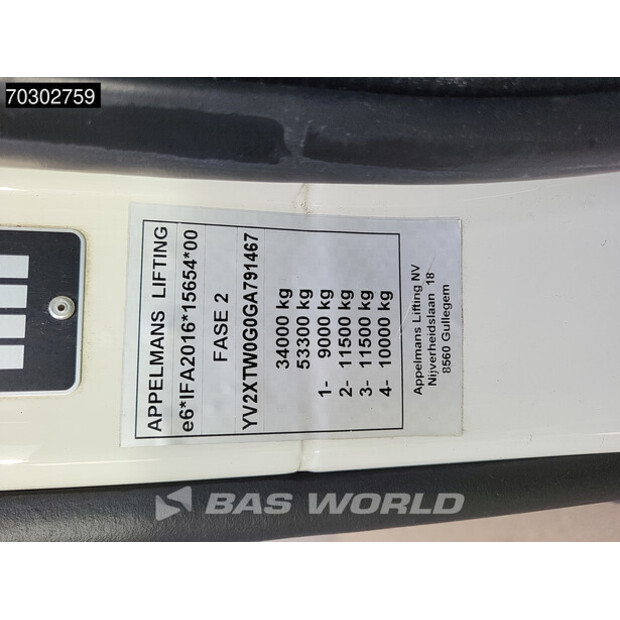 70302759
APPELMANS LIFTING
e6*IFA2016*15654*00
FASE 2
YV2XTW0G0GA791467
34000 kg
53300 kg
1- 9000 kg
2- 11500 kg
3- 11500 kg
4- 10000 kg
Appelmans Lifting NV
Nijverheidslaan 18
8560 Gullegem
BAS WORLD